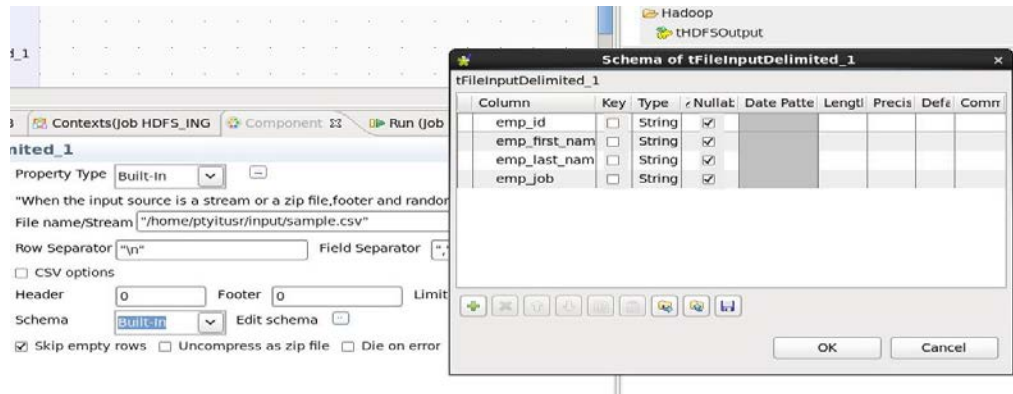 Hadoop
tHDFSOutput
d_1
Schema of tFileInputDelimited_1
tFileInputDelimited_1
Column Key Type Nullat Date Patte Lengtl Precis Defa Comm
emp_id String
emp_first_nam String
emp_last_nam String
emp_job String
Contexts(Job HDFS_ING Component Run (Job
nited_1
Property Type Built-In
"When the input source is a stream or a zip file,footer and randor
File name/Stream "/home/ptyitusr/input/sample.csv"
Row Separator "\n" Field Separator ","
CSV options
Header 0 Footer 0 Limit
Schema Built-In Edit schema
Skip empty rows Uncompress as zip file Die on error
OK Cancel